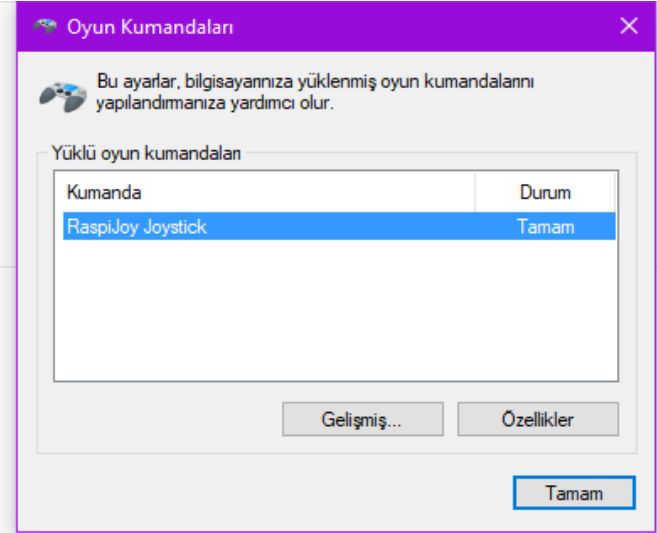 Oyun Kumandaları
Bu ayarlar, bilgisayarınıza yüklenmiş oyun kumandalarını
yapılandırmanıza yardımcı olur.
Yüklü oyun kumandaları
Kumanda Durum
RaspiJoy Joystick Tamam
Gelişmiş... Özellikler
Tamam